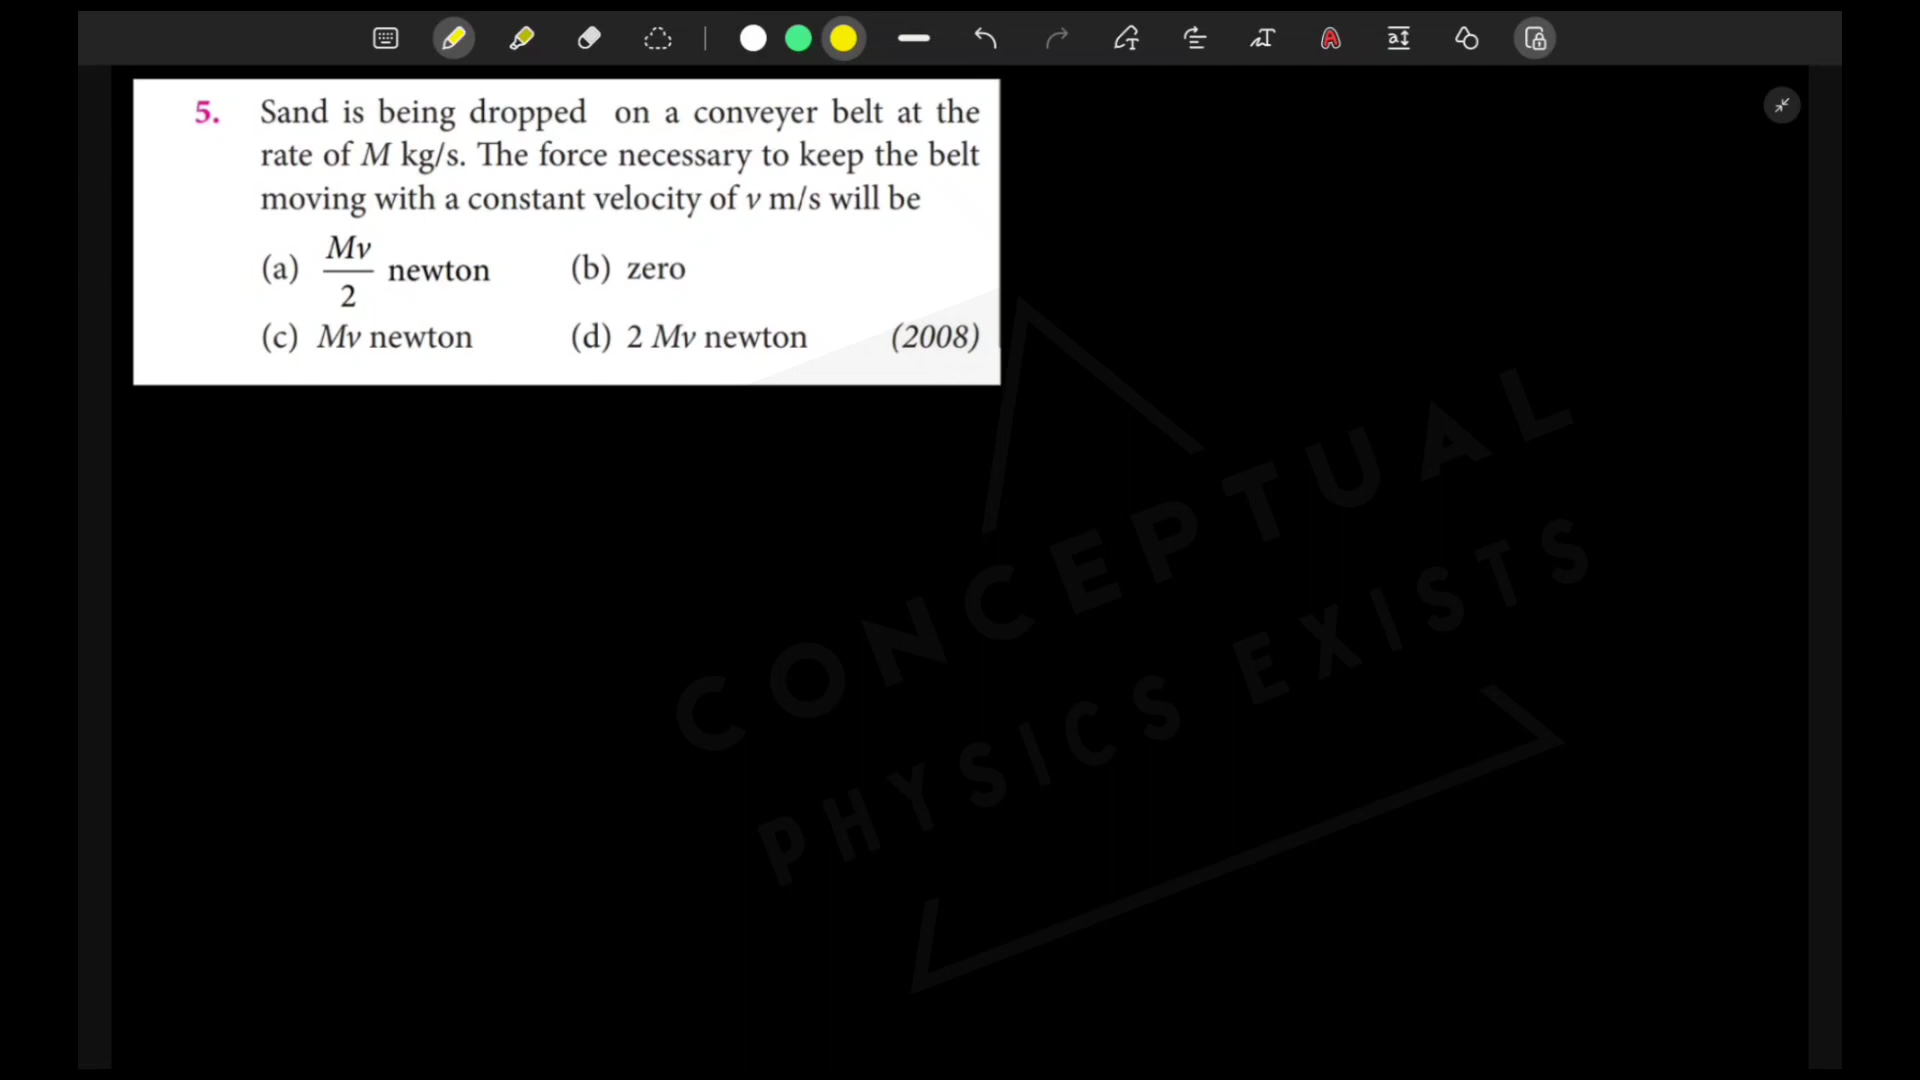 5. Sand is being dropped on a conveyer belt at the
rate of M kg/s. The force necessary to keep the belt
moving with a constant velocity of v m/s will be
(a) Mv/2 newton (b) zero
(c) Mv newton (d) 2 Mv newton (2008)
CONCEPTUAL
PHYSICS EXISTS